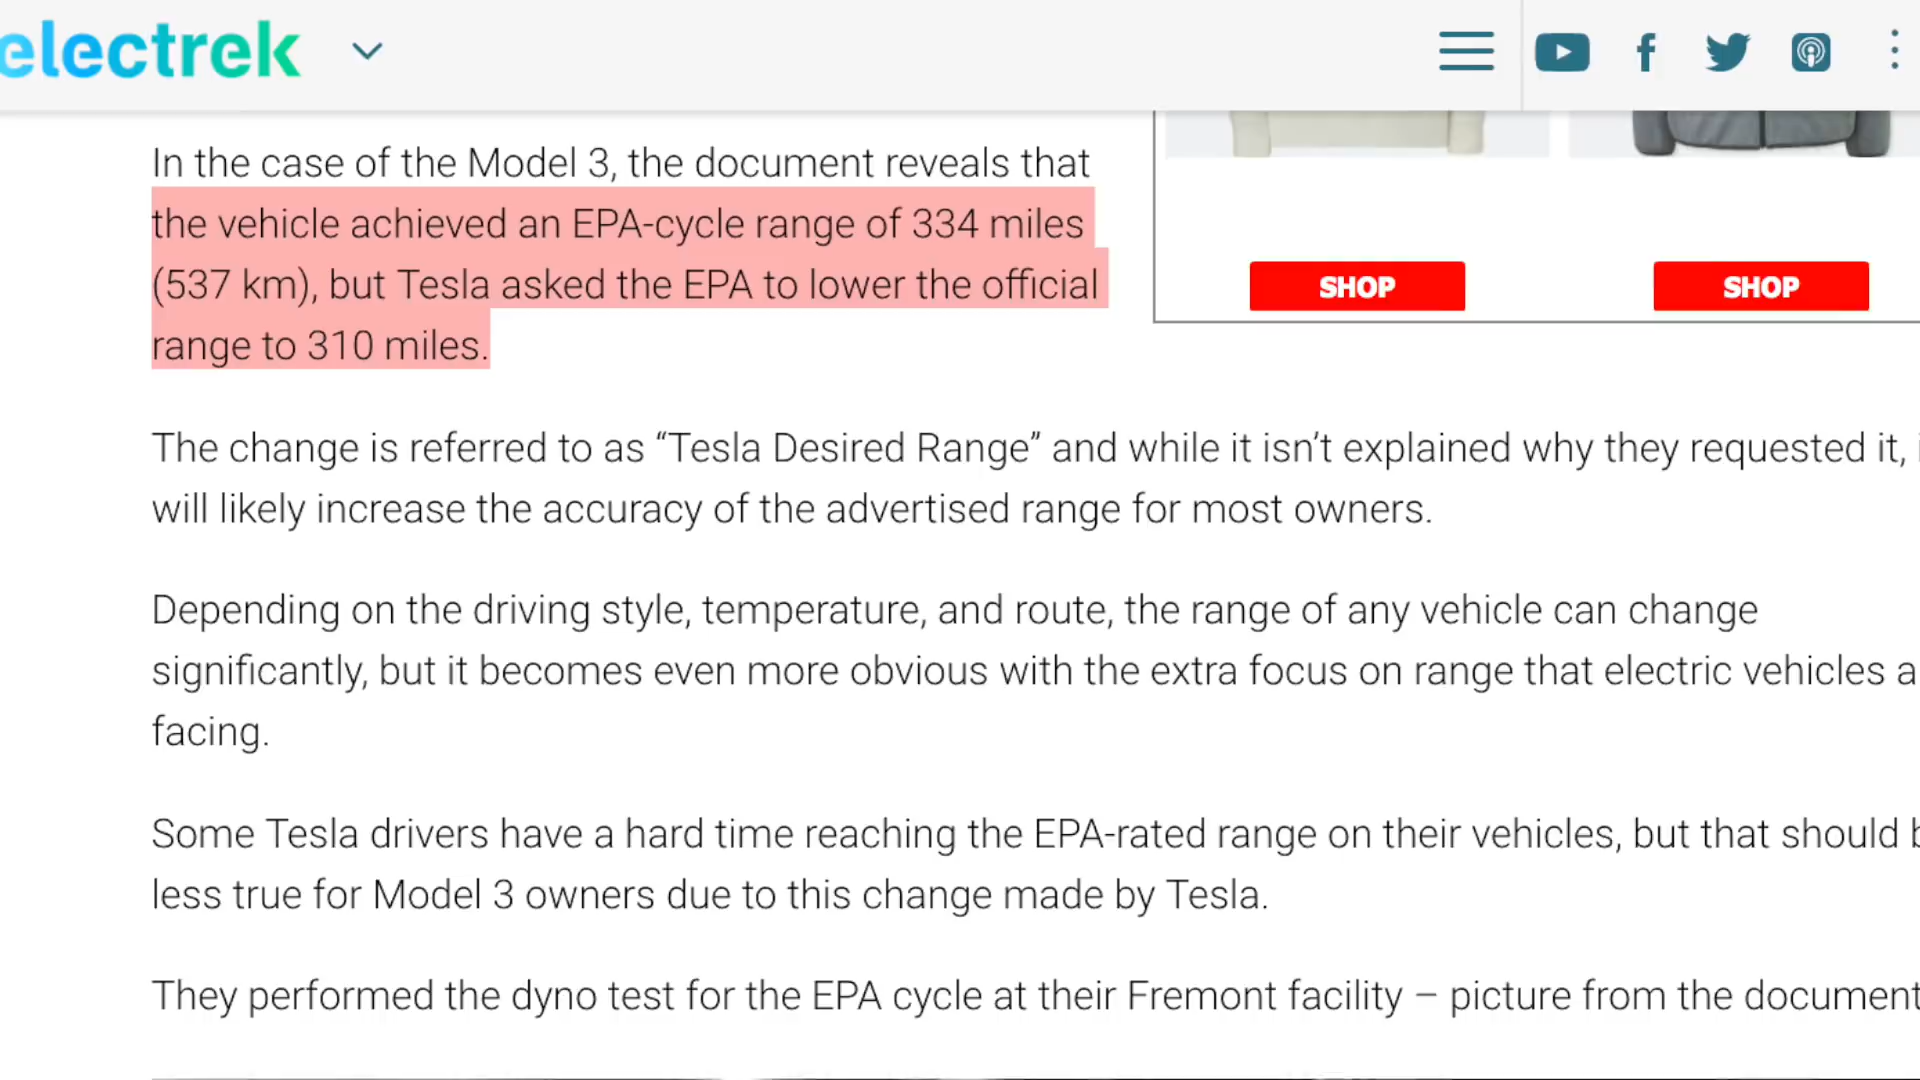 electrek
In the case of the Model 3, the document reveals that
the vehicle achieved an EPA-cycle range of 334 miles
(537 km), but Tesla asked the EPA to lower the official
range to 310 miles.
SHOP
SHOP
The change is referred to as “Tesla Desired Range” and while it isn’t explained why they requested it,
will likely increase the accuracy of the advertised range for most owners.
Depending on the driving style, temperature, and route, the range of any vehicle can change
significantly, but it becomes even more obvious with the extra focus on range that electric vehicles
facing.
Some Tesla drivers have a hard time reaching the EPA-rated range on their vehicles, but that should
less true for Model 3 owners due to this change made by Tesla.
They performed the dyno test for the EPA cycle at their Fremont facility – picture from the document